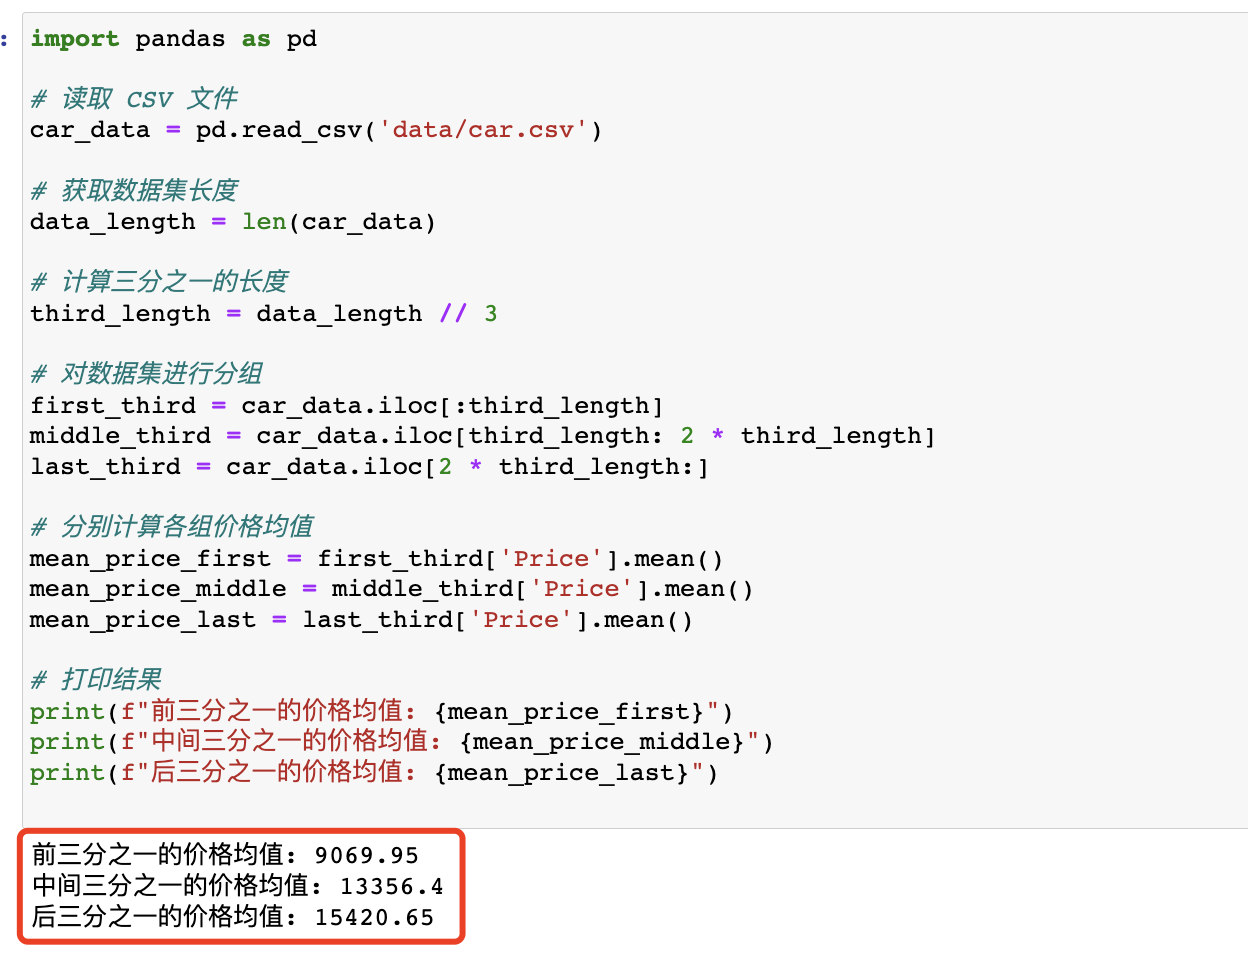 :
import pandas as pd
# 读取 CSV 文件
car_data = pd.read_csv('data/car.csv')
# 获取数据集长度
data_length = len(car_data)
# 计算三分之一的长度
third_length = data_length // 3
# 对数据集进行分组
first_third = car_data.iloc[:third_length]
middle_third = car_data.iloc[third_length: 2 * third_length]
last_third = car_data.iloc[2 * third_length:]
# 分别计算各组价格均值
mean_price_first = first_third['Price'].mean()
mean_price_middle = middle_third['Price'].mean()
mean_price_last = last_third['Price'].mean()
# 打印结果
print(f"前三分之一的价格均值: {mean_price_first}")
print(f"中间三分之一的价格均值: {mean_price_middle}")
print(f"后三分之一的价格均值: {mean_price_last}")
前三分之一的价格均值: 9069.95
中间三分之一的价格均值: 13356.4
后三分之一的价格均值: 15420.65